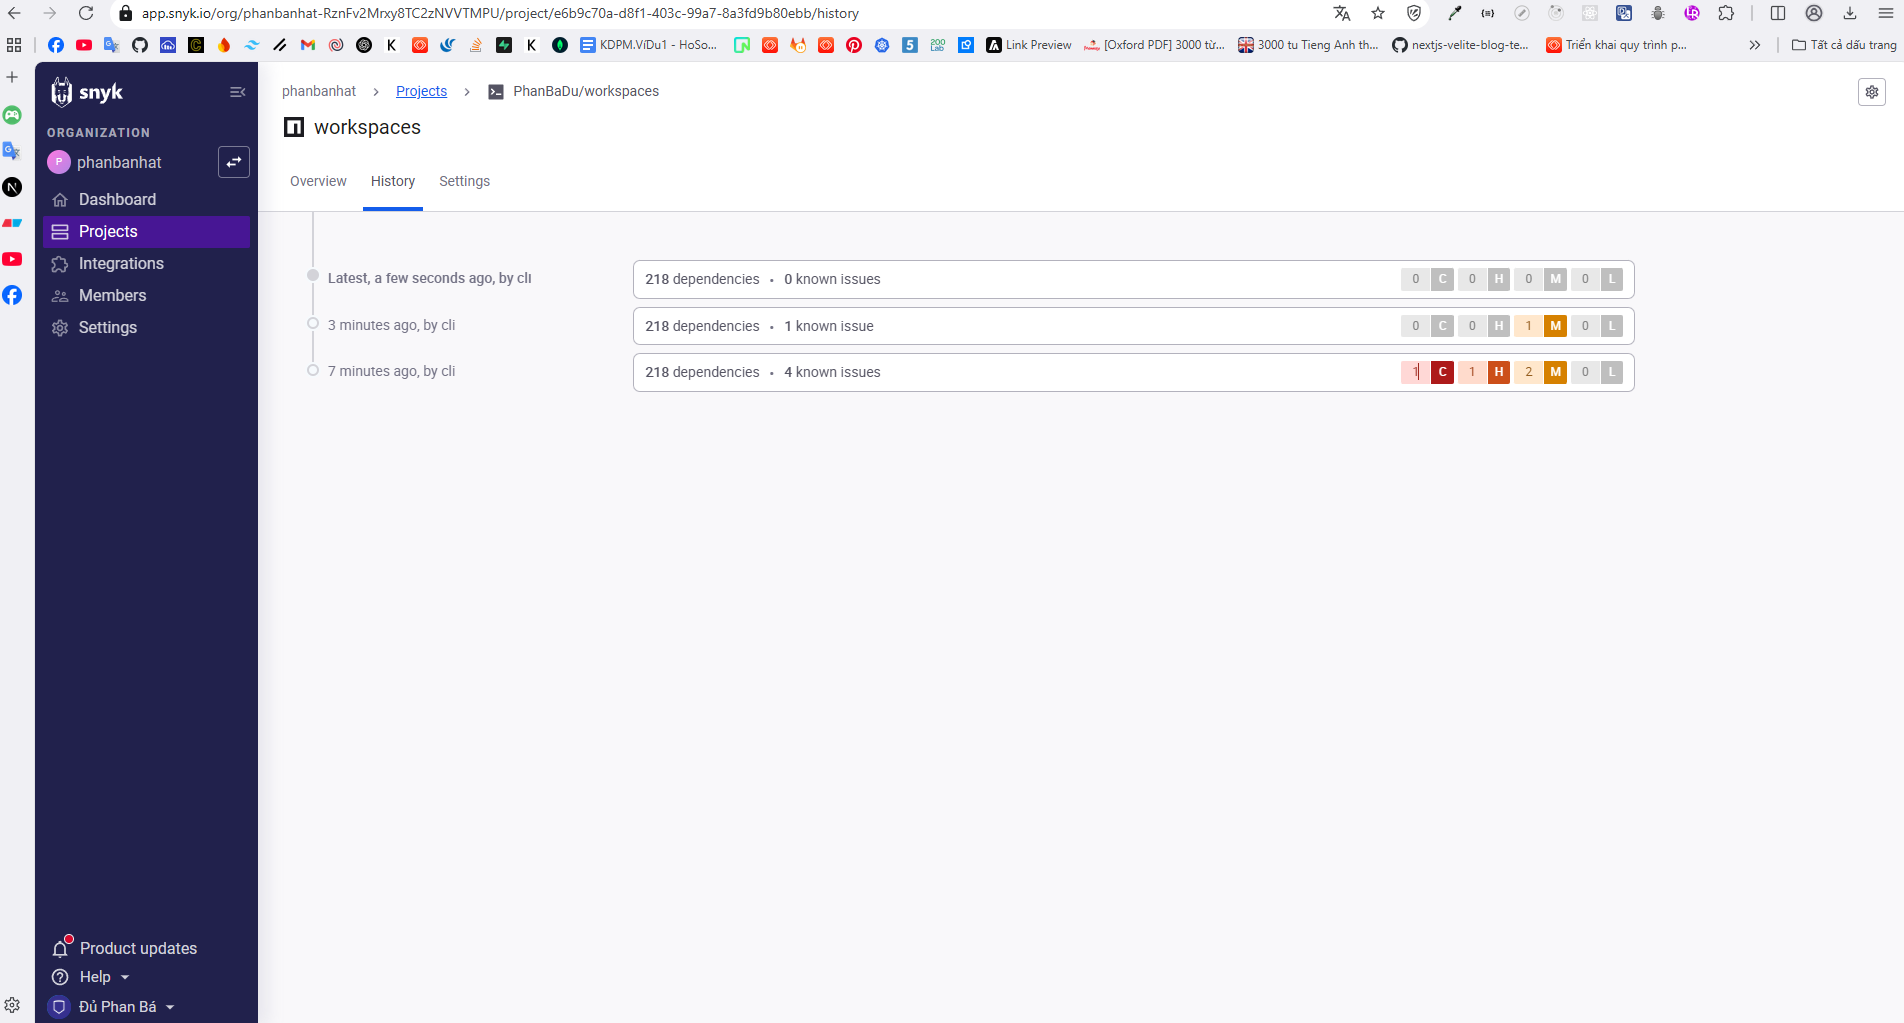 app.snyk.io/org/phanbanhat-RznFv2Mrxy8TC2zNVVTMPU/project/e6b9c70a-d8f1-403c-99a7-8a3fd9b80ebb/history
KDPM.VíDu1 - HoSo...
200 Lab
Link Preview
[Oxford PDF] 3000 từ...
3000 tu Tieng Anh th...
nextjs-velite-blog-te...
Triển khai quy trình p...
Tất cả dấu trang
snyk
ORGANIZATION
P phanbanhat
Dashboard
Projects
Integrations
Members
Settings
Product updates
Help
Đủ Phan Bá
phanbanhat > Projects > PhanBaDu/workspaces
workspaces
Overview History Settings
Latest, a few seconds ago, by cli 218 dependencies • 0 known issues 0 C 0 H 0 M 0 L
3 minutes ago, by cli 218 dependencies • 1 known issue 0 C 0 H 1 M 0 L
7 minutes ago, by cli 218 dependencies • 4 known issues 1 C 1 H 2 M 0 L